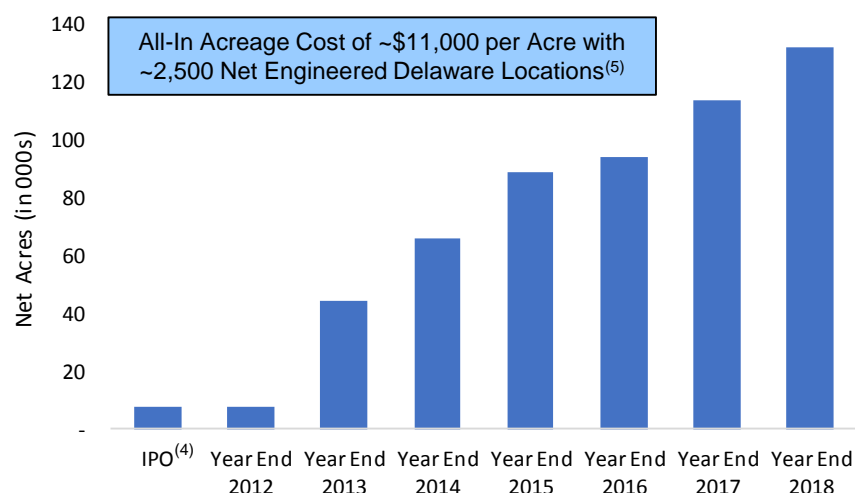 All-In Acreage Cost of ~$11,000 per Acre with
~2,500 Net Engineered Delaware Locations(5)
Net Acres (in 000s)
140
120
100
80
60
40
20
-
IPO(4)
Year End
2012
Year End
2013
Year End
2014
Year End
2015
Year End
2016
Year End
2017
Year End
2018